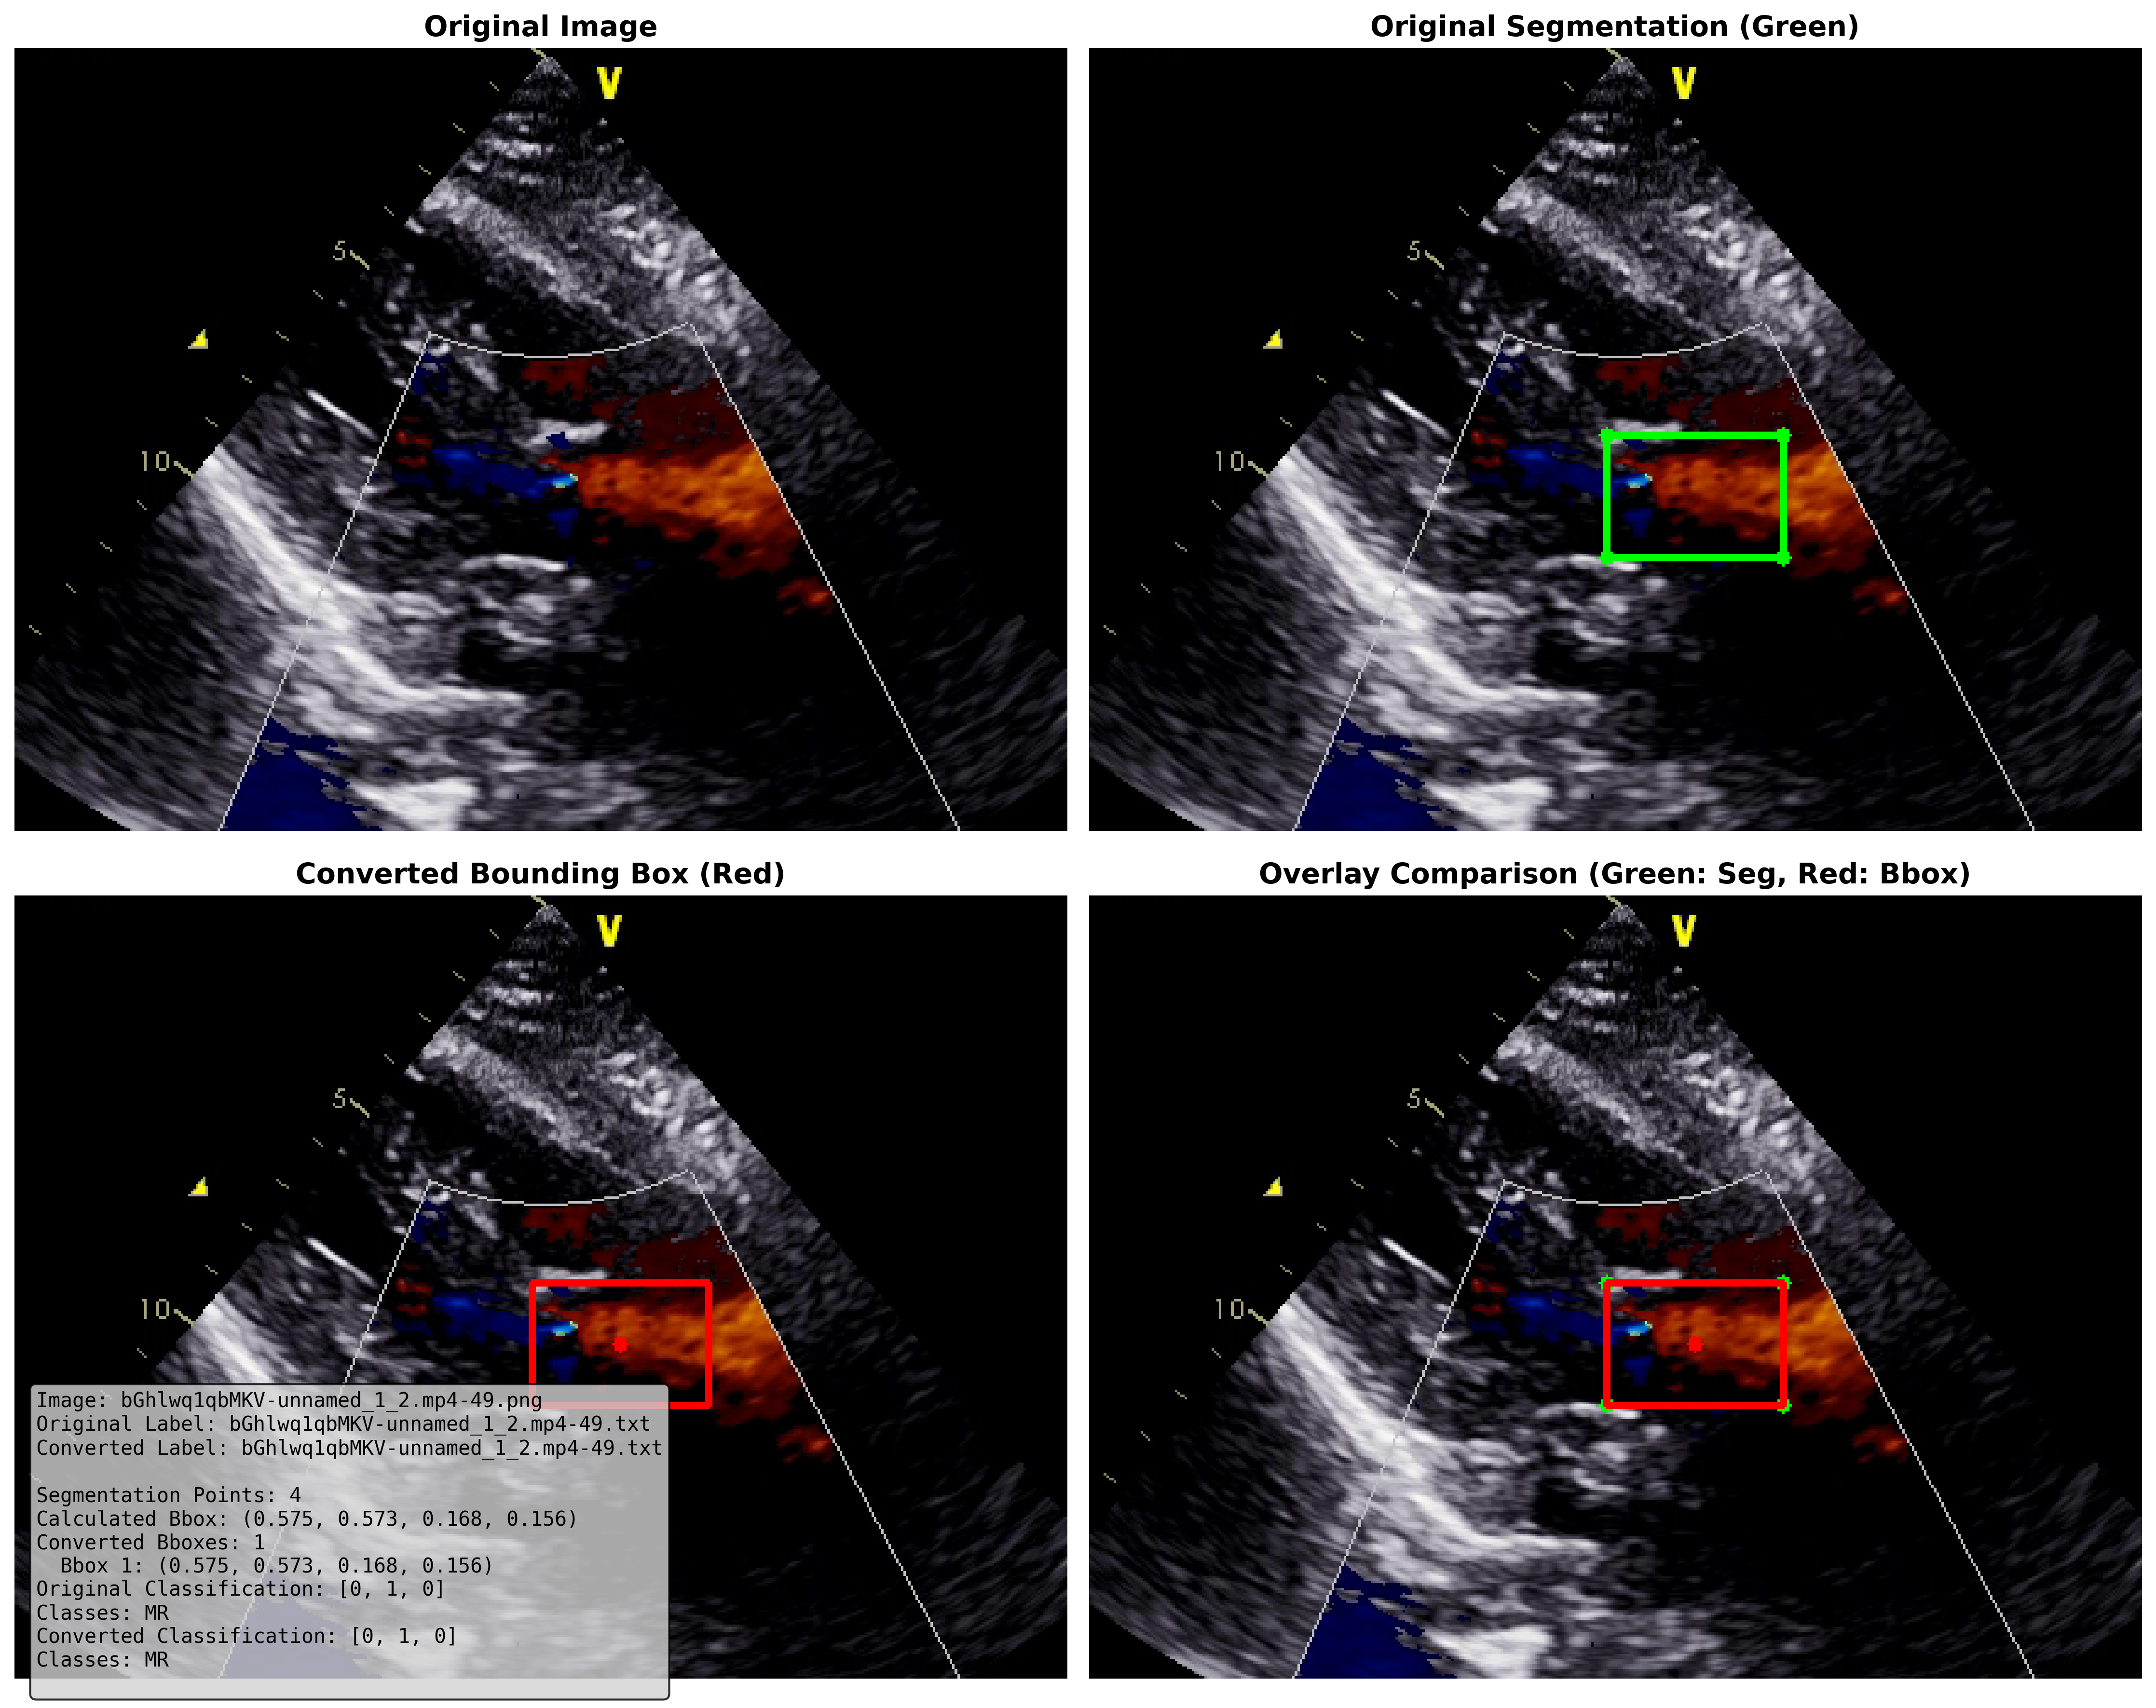 Original Image
Original Segmentation (Green)
V
5
10
V
5
10
Converted Bounding Box (Red)
Overlay Comparison (Green: Seg, Red: Bbox)
V
5
10
V
5
10
Image: bGhlwq1qbMKV-unnamed_1_2.mp4-49.png
Original Label: bGhlwq1qbMKV-unnamed_1_2.mp4-49.txt
Converted Label: bGhlwq1qbMKV-unnamed_1_2.mp4-49.txt
Segmentation Points: 4
Calculated Bbox: (0.575, 0.573, 0.168, 0.156)
Converted Bboxes: 1
Bbox 1: (0.575, 0.573, 0.168, 0.156)
Original Classification: [0, 1, 0]
Classes: MR
Converted Classification: [0, 1, 0]
Classes: MR